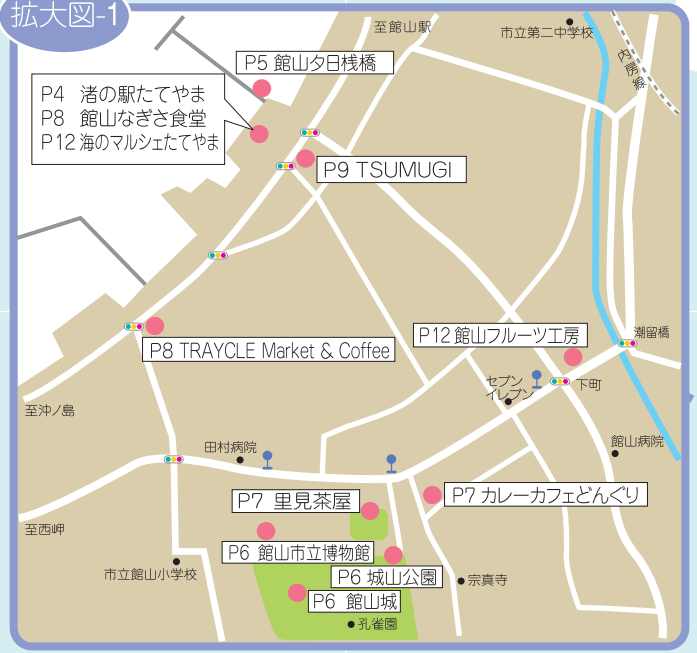 拡大図-1
至館山駅
市立第二中学校
内房線
P5 館山夕日桟橋
P4 渚の駅たてやま
P8 館山なぎさ食堂
P12 海のマルシェたてやま
P9 TSUMUGI
P12 館山フルーツ工房
潮留橋
P8 TRAYCLE Market & Coffee
セブン
イレブン
下町
至沖ノ島
田村病院
館山病院
P7 里見茶屋
P7 カレーカフェどんぐり
至西岬
P6 館山市立博物館
市立館山小学校
P6 城山公園
宗真寺
P6 館山城
孔雀園